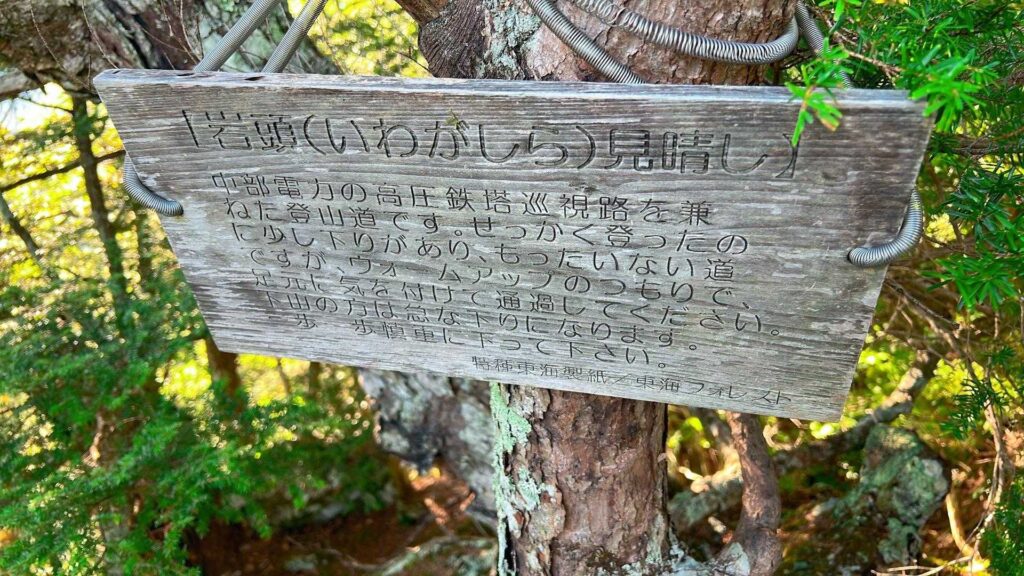 【岩頭(いわがしら)見晴し】
中部電力の高圧鉄塔巡視路を兼
ねた登山道です。せっかく登ったの
に少し下りがあり、もったいない道
ですが、ウォームアップのつもりで、
足元に気を付けて通過してください。
下山の方は急な下りになります。
一歩一歩慎重に下って下さい。
特種東海製紙/東海フォレスト